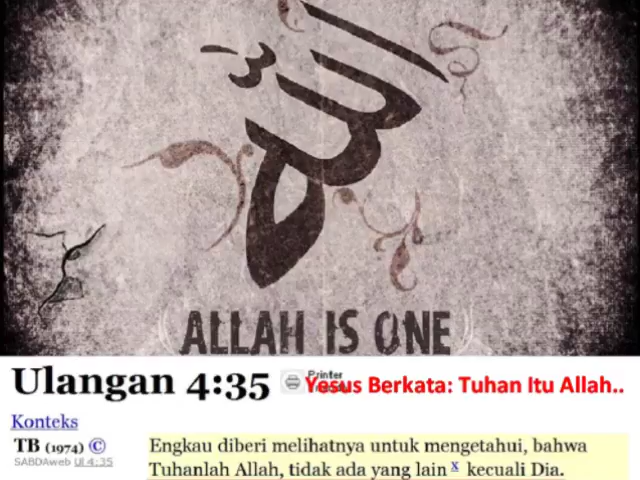 الله
ALLAH IS ONE
Ulangan 4:35
Printer
Yesus Berkata: Tuhan Itu Allah..
Konteks
TB (1974) ©
Engkau diberi melihatnya untuk mengetahui, bahwa
SABDAweb Ul 4:35
Tuhanlah Allah, tidak ada yang lain x kecuali Dia.